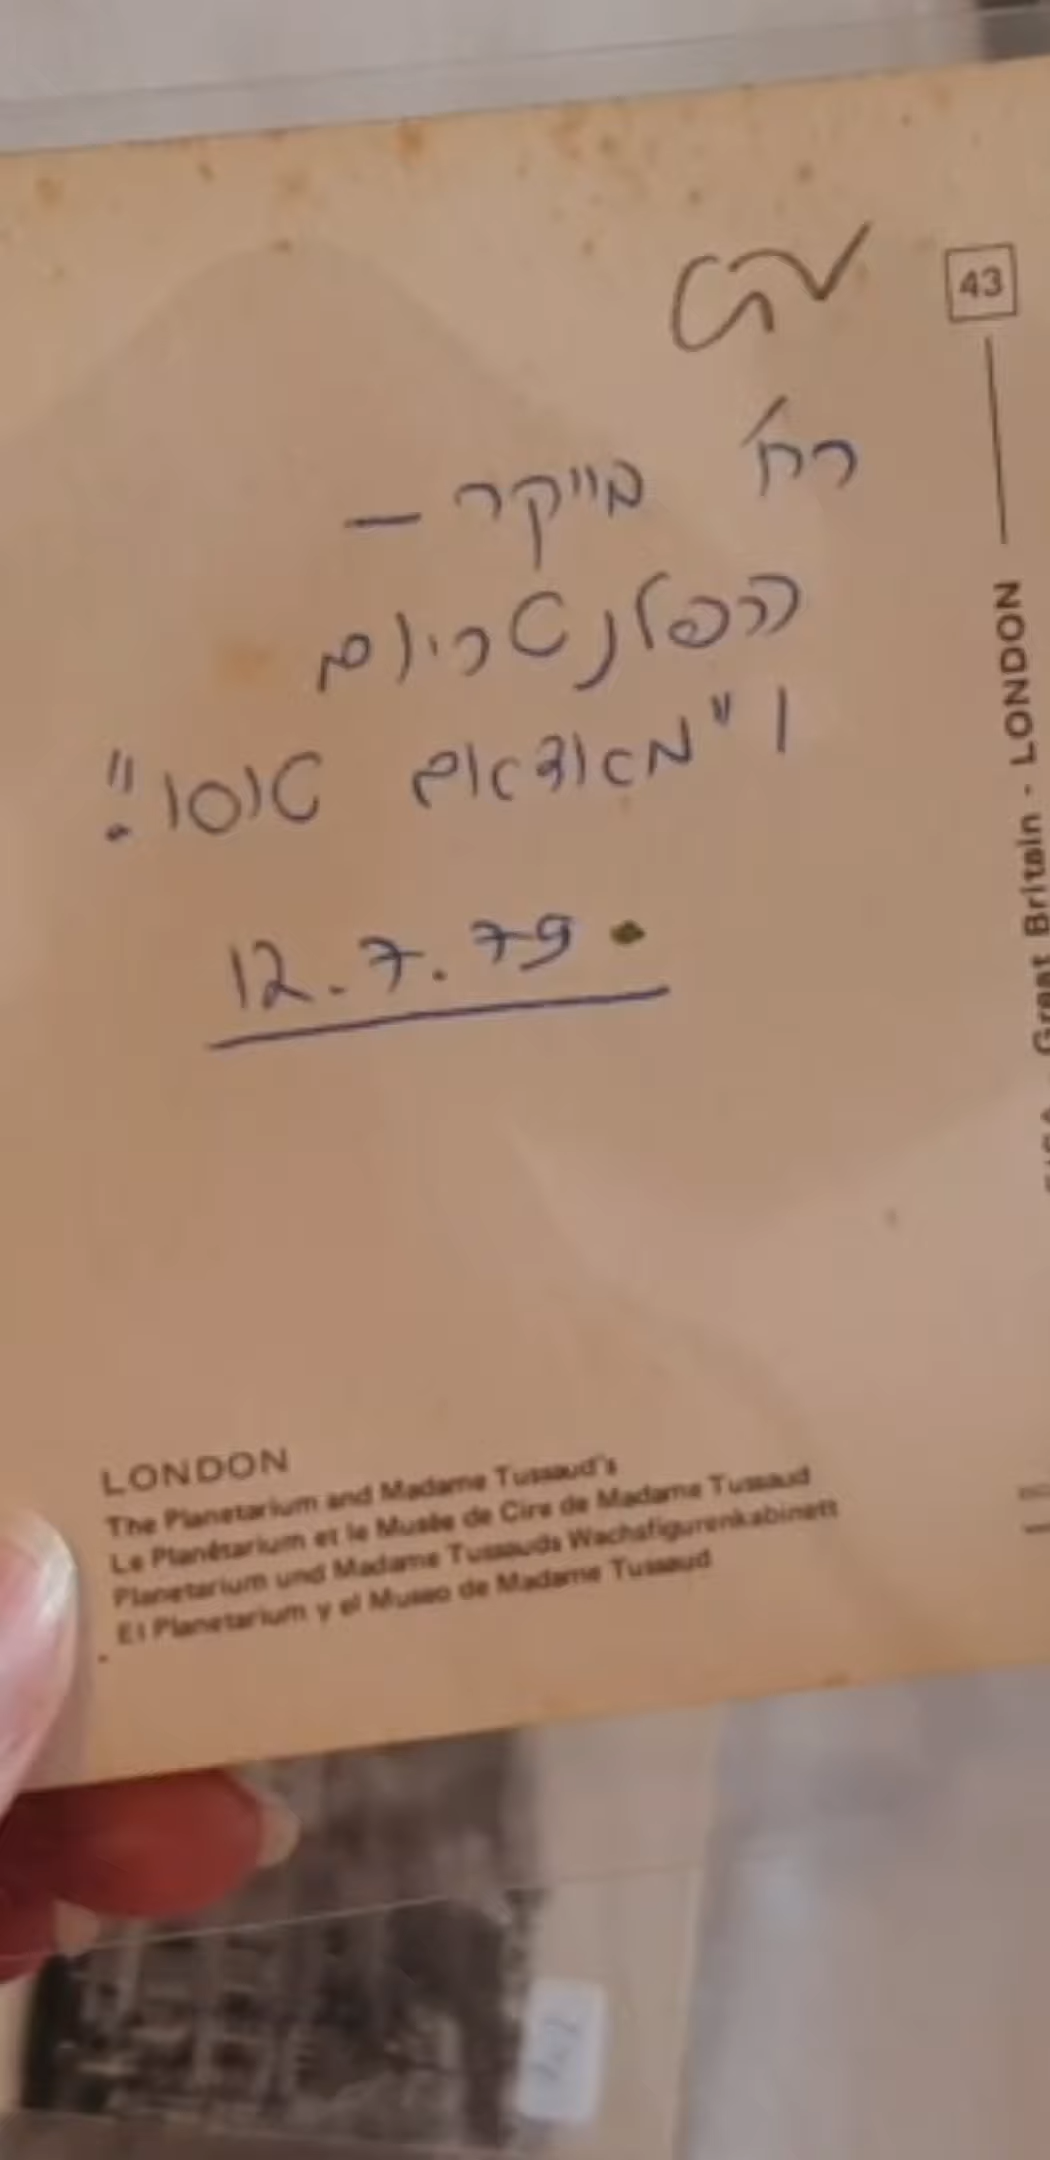 43
רח' בייקר –
הפלנטריום
ו"מאדאם טוסו".
12.7.79.
LONDON
The Planetarium and Madame Tussaud's
Le Planétarium et le Musée de Cire de Madame Tussaud
Planetarium und Madame Tussauds Wachsfigurenkabinett
El Planetarium y el Museo de Madame Tussaud
Great Britain - LONDON